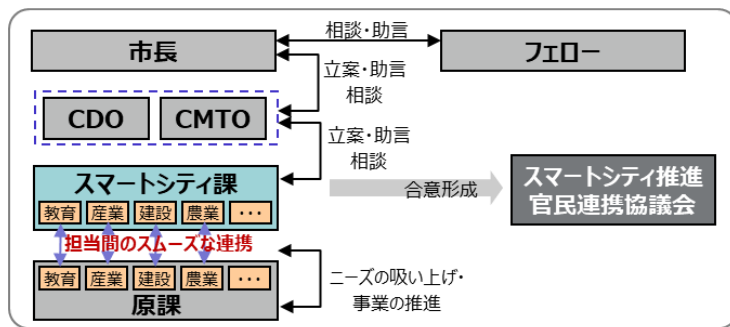 相談・助言
市長
フェロー
立案・助言
相談
CDO
CMTO
立案・助言
相談
スマートシティ課
教育 産業 建設 農業 ・・・
合意形成
スマートシティ推進
官民連携協議会
担当間のスムーズな連携
教育 産業 建設 農業 ・・・
原課
ニーズの吸い上げ・
事業の推進